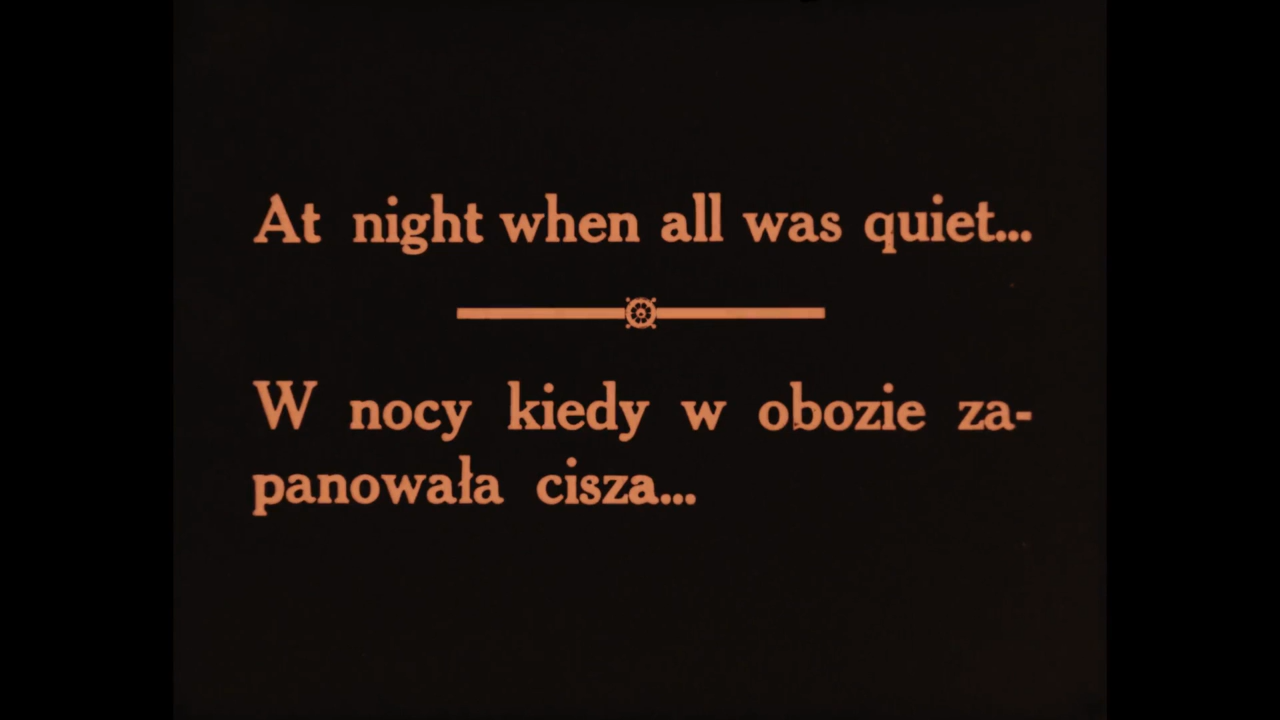 At night when all was quiet...
W nocy kiedy w obozie za-
panowała cisza...